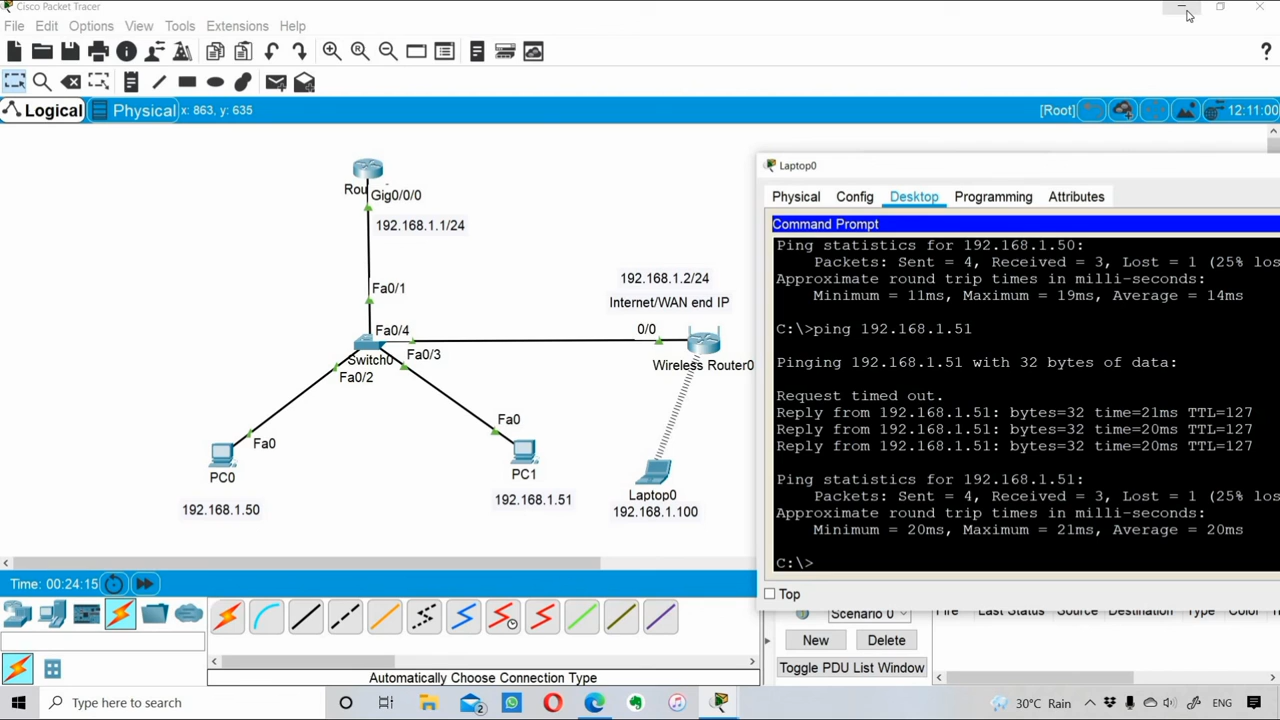 Cisco Packet Tracer
File Edit Options View Tools Extensions Help
Logical Physical x: 863, y: 635 [Root] 12:11:00
Rou
Gig0/0/0
192.168.1.1/24
Fa0/1
192.168.1.2/24
Internet/WAN end IP
Fa0/4
0/0
Fa0/3
Switch0
Wireless Router0
Fa0/2
Fa0
Fa0
PC0
PC1
Laptop0
192.168.1.50
192.168.1.51
192.168.1.100
Laptop0
Physical Config Desktop Programming Attributes
Command Prompt
Ping statistics for 192.168.1.50:
Packets: Sent = 4, Received = 3, Lost = 1 (25% los
Approximate round trip times in milli-seconds:
Minimum = 11ms, Maximum = 19ms, Average = 14ms
C:\>ping 192.168.1.51
Pinging 192.168.1.51 with 32 bytes of data:
Request timed out.
Reply from 192.168.1.51: bytes=32 time=21ms TTL=127
Reply from 192.168.1.51: bytes=32 time=20ms TTL=127
Reply from 192.168.1.51: bytes=32 time=20ms TTL=127
Ping statistics for 192.168.1.51:
Packets: Sent = 4, Received = 3, Lost = 1 (25% los
Approximate round trip times in milli-seconds:
Minimum = 20ms, Maximum = 21ms, Average = 20ms
C:\>
Top
Time: 00:24:15
Scenario 0
Fire Last Status Source Destination Type Color
New Delete
Toggle PDU List Window
Automatically Choose Connection Type
Type here to search
2
30°C Rain
ENG